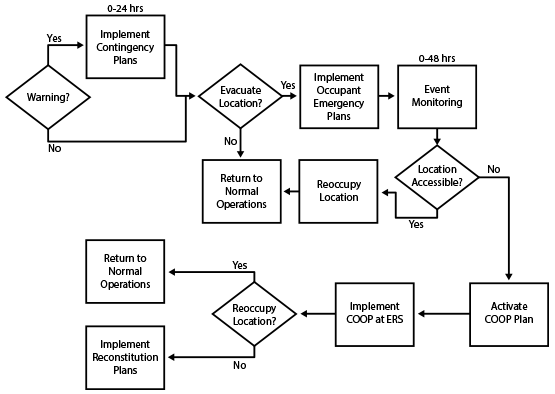 0-24 hrs
Yes
Implement
Contingency
Plans
Warning?
No
Evacuate
Location?
Yes
No
Implement
Occupant
Emergency
Plans
0-48 hrs
Event
Monitoring
Location
Accessible?
No
Yes
Reoccupy
Location
Return to
Normal
Operations
Activate
COOP Plan
Implement
COOP at ERS
Reoccupy
Location?
Yes
No
Return to
Normal
Operations
Implement
Reconstitution
Plans